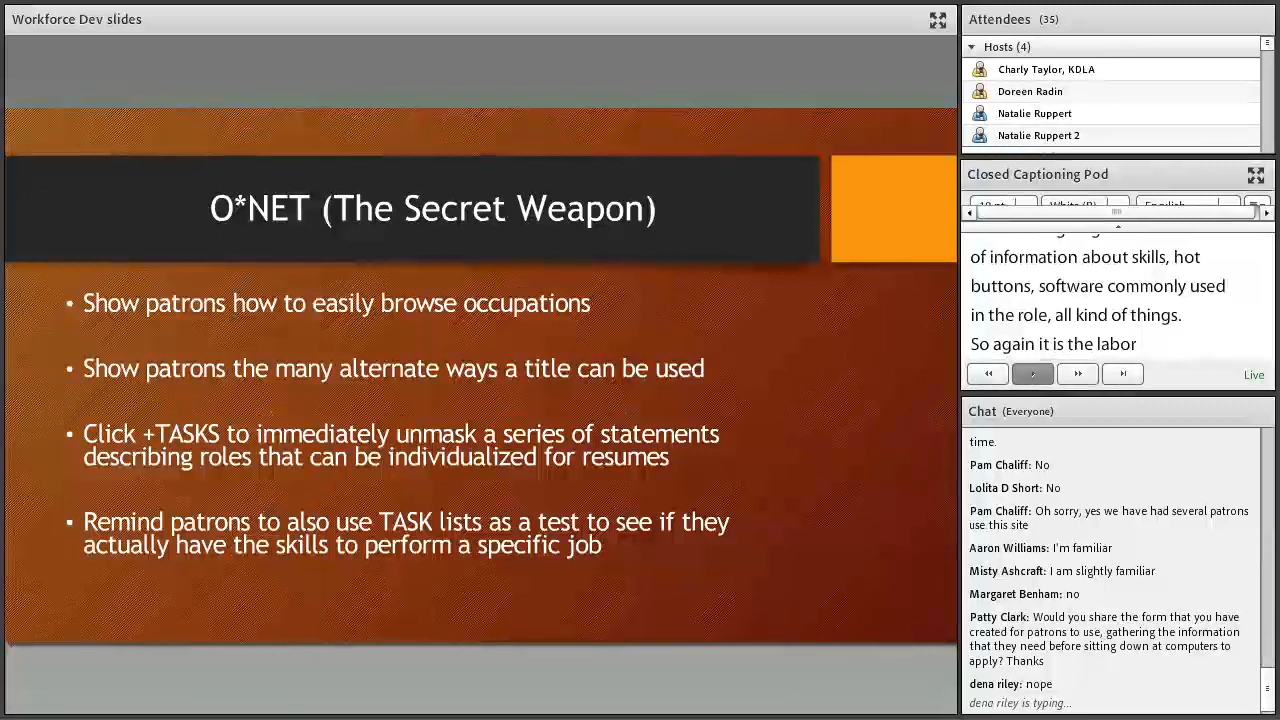 Workforce Dev slides
O*NET (The Secret Weapon)
• Show patrons how to easily browse occupations
• Show patrons the many alternate ways a title can be used
• Click +TASKS to immediately unmask a series of statements
describing roles that can be individualized for resumes
• Remind patrons to also use TASK lists as a test to see if they
actually have the skills to perform a specific job
Attendees (35)
Hosts (4)
Charly Taylor, KDLA
Doreen Radin
Natalie Ruppert
Natalie Ruppert 2
Closed Captioning Pod
English
of information about skills, hot
buttons, software commonly used
in the role, all kind of things.
So again it is the labor
Live
Chat (Everyone)
time.
Pam Chaliff: No
Lolita D Short: No
Pam Chaliff: Oh sorry, yes we have had several patrons
use this site
Aaron Williams: I'm familiar
Misty Ashcraft: I am slightly familiar
Margaret Benham: no
Patty Clark: Would you share the form that you have
created for patrons to use, gathering the information
that they need before sitting down at computers to
apply? Thanks
dena riley: nope
dena riley is typing...